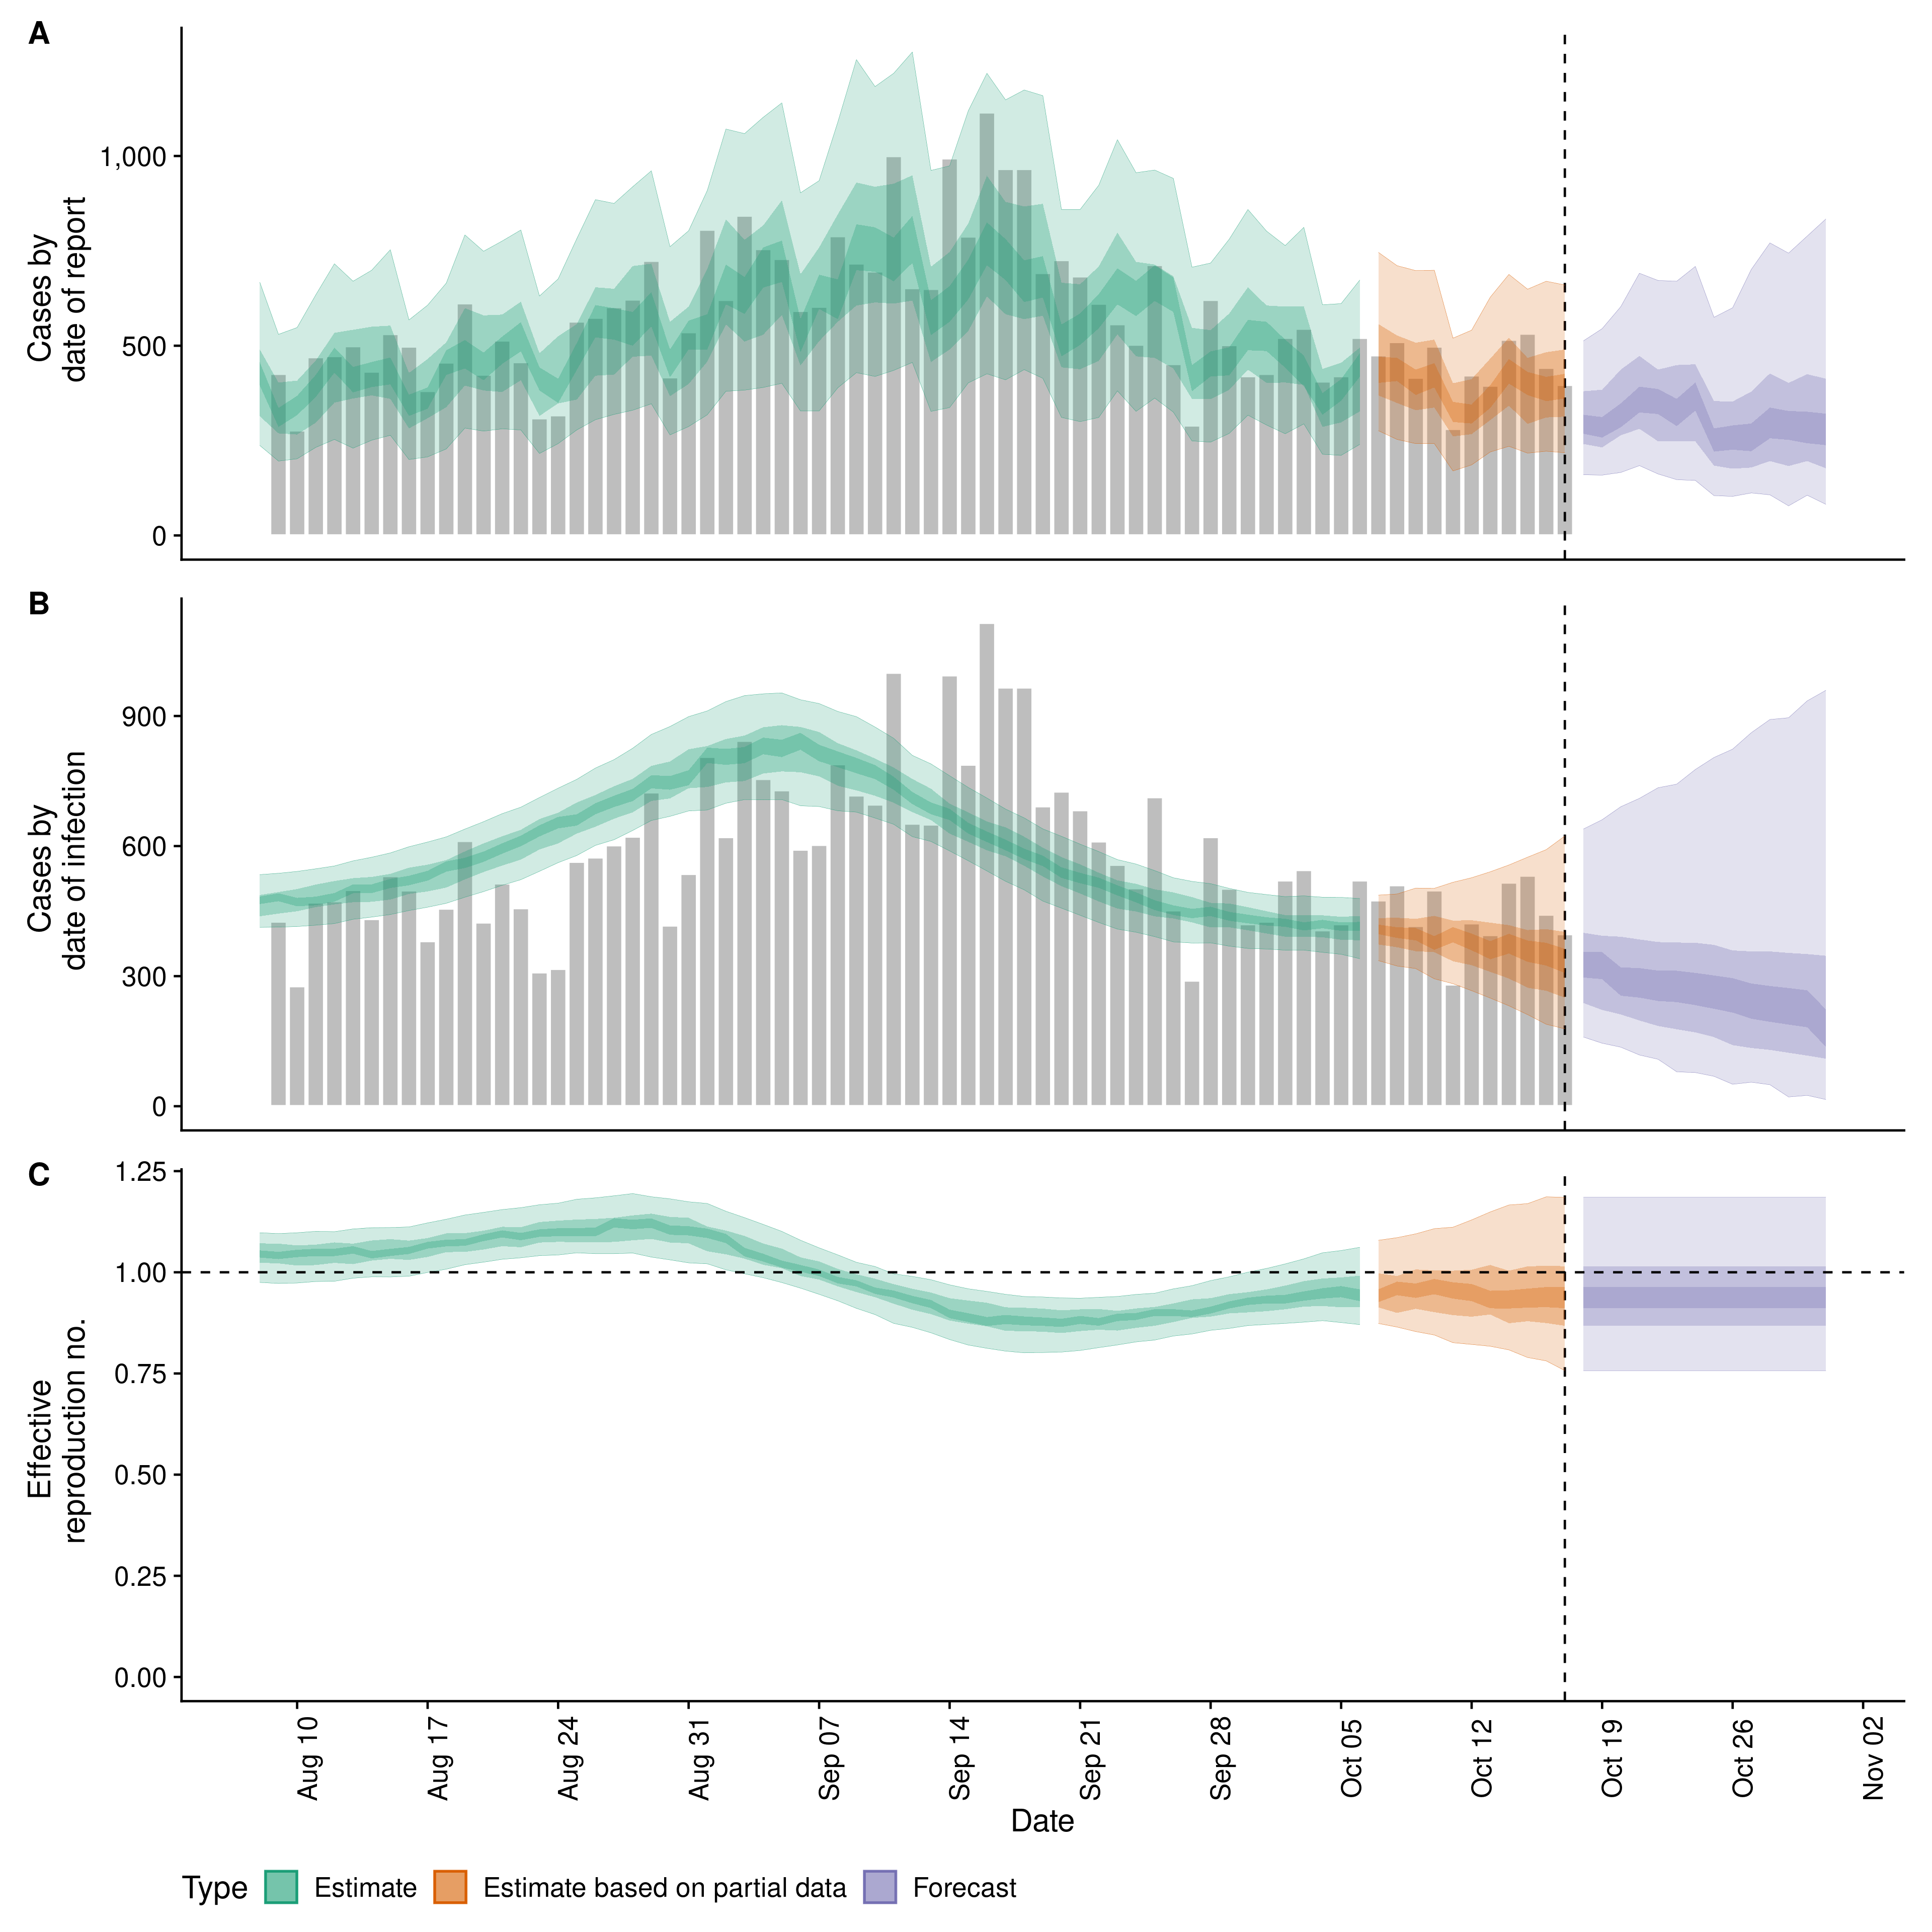 A
Cases by
date of report
1,000
500
0
B
Cases by
date of infection
900
600
300
0
C
Effective
reproduction no.
1.25
1.00
0.75
0.50
0.25
0.00
Aug 10
Aug 17
Aug 24
Aug 31
Sep 07
Sep 14
Sep 21
Sep 28
Oct 05
Oct 12
Oct 19
Oct 26
Nov 02
Date
Type Estimate Estimate based on partial data Forecast